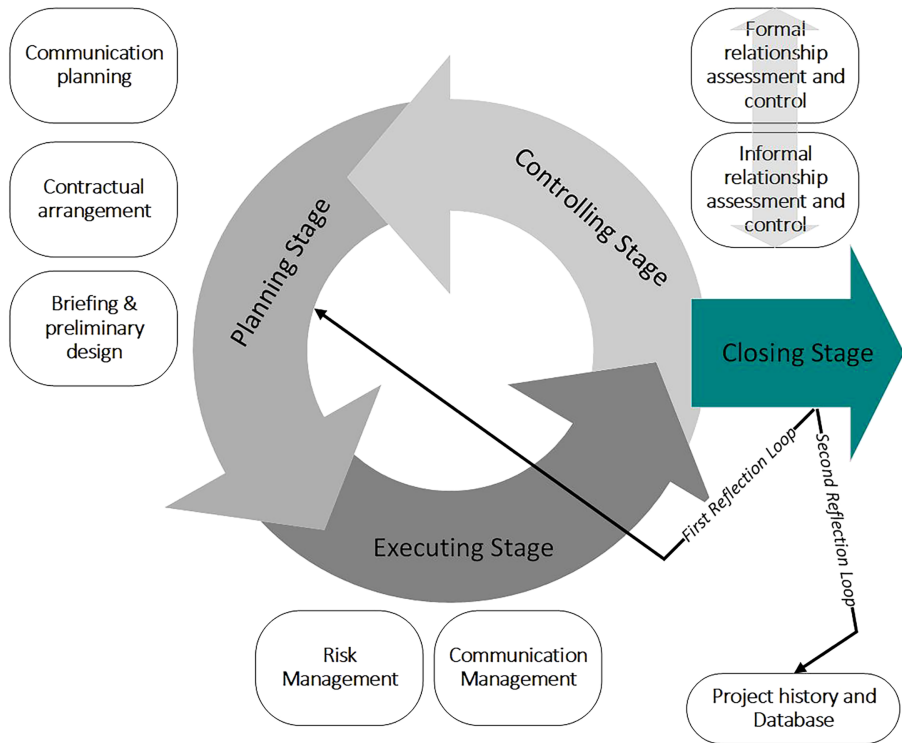 Communication
planning
Contractual
arrangement
Briefing &
preliminary
design
Formal
relationship
assessment and
control
Informal
relationship
assessment and
control
Planning Stage
Controlling Stage
Closing Stage
Executing Stage
First Reflection Loop
Second Reflection Loop
Risk
Management
Communication
Management
Project history and
Database